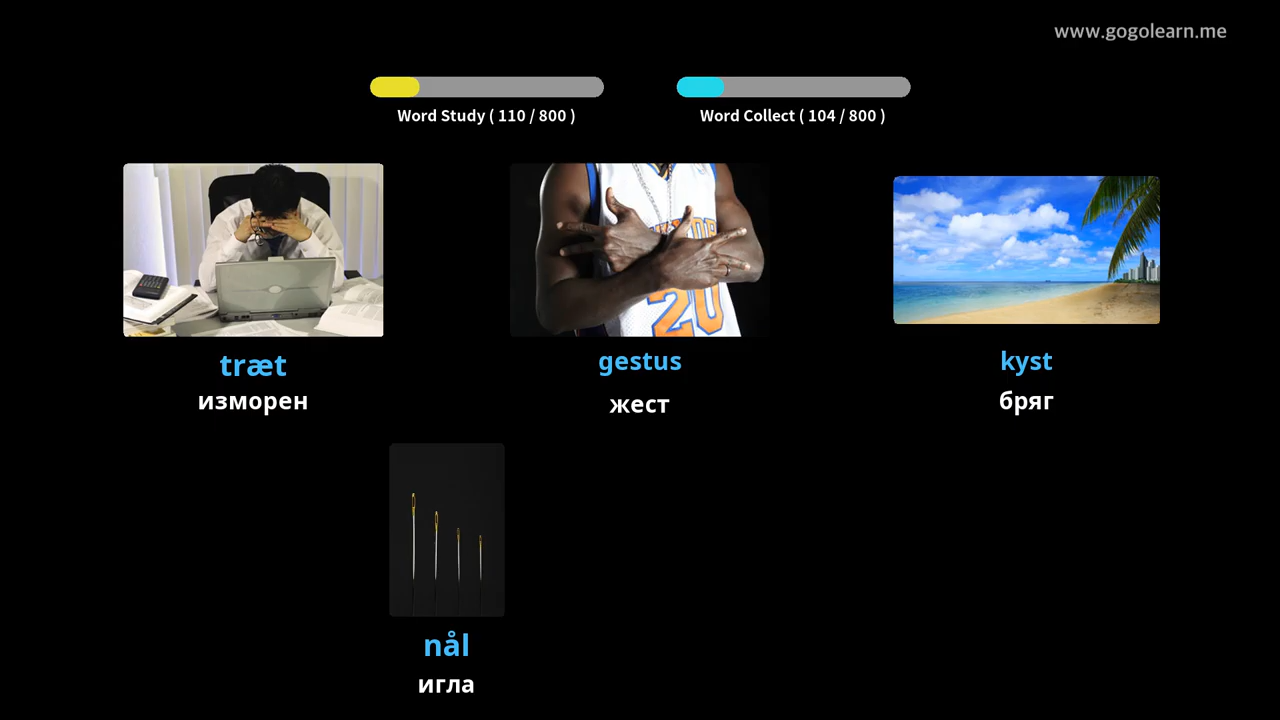 www.gogolearn.me
Word Study ( 110 / 800 )
Word Collect ( 104 / 800 )
træt
gestus
kyst
изморен
жест
бряг
nål
игла
20